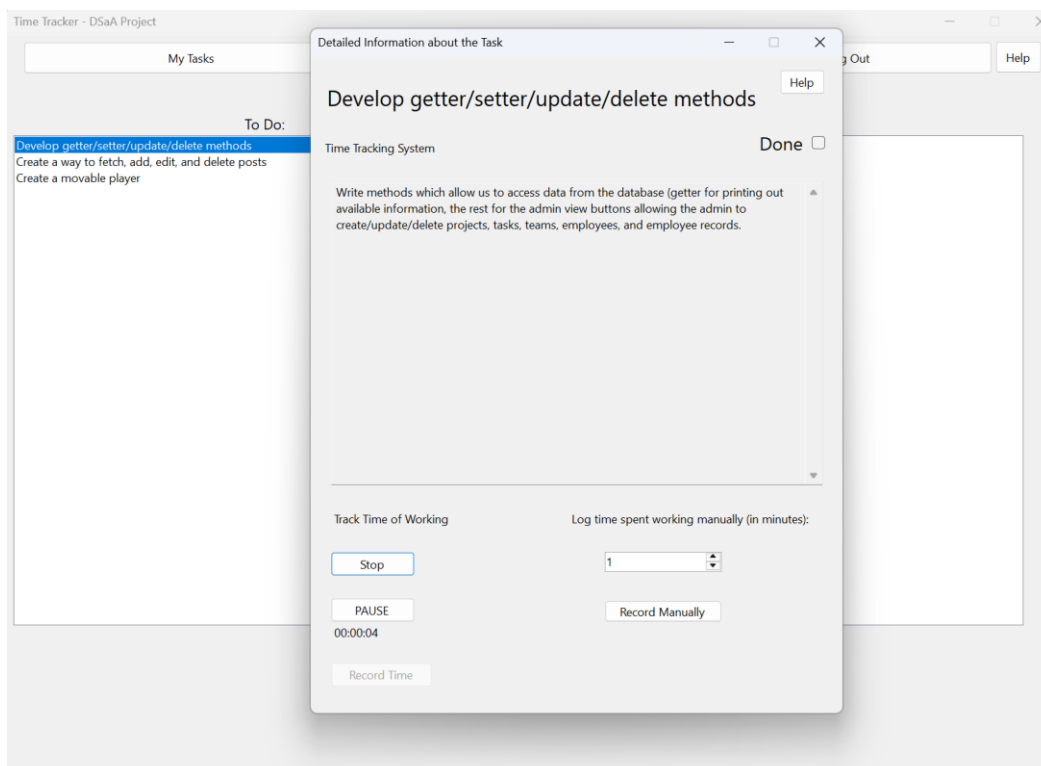 Time Tracker - DSaA Project
My Tasks
g Out
Help
To Do:
Develop getter/setter/update/delete methods
Create a way to fetch, add, edit, and delete posts
Create a movable player
Detailed Information about the Task
Help
Develop getter/setter/update/delete methods
Time Tracking System
Done
Write methods which allow us to access data from the database (getter for printing out
available information, the rest for the admin view buttons allowing the admin to
create/update/delete projects, tasks, teams, employees, and employee records.
Track Time of Working
Log time spent working manually (in minutes):
Stop
1
PAUSE
Record Manually
00:00:04
Record Time